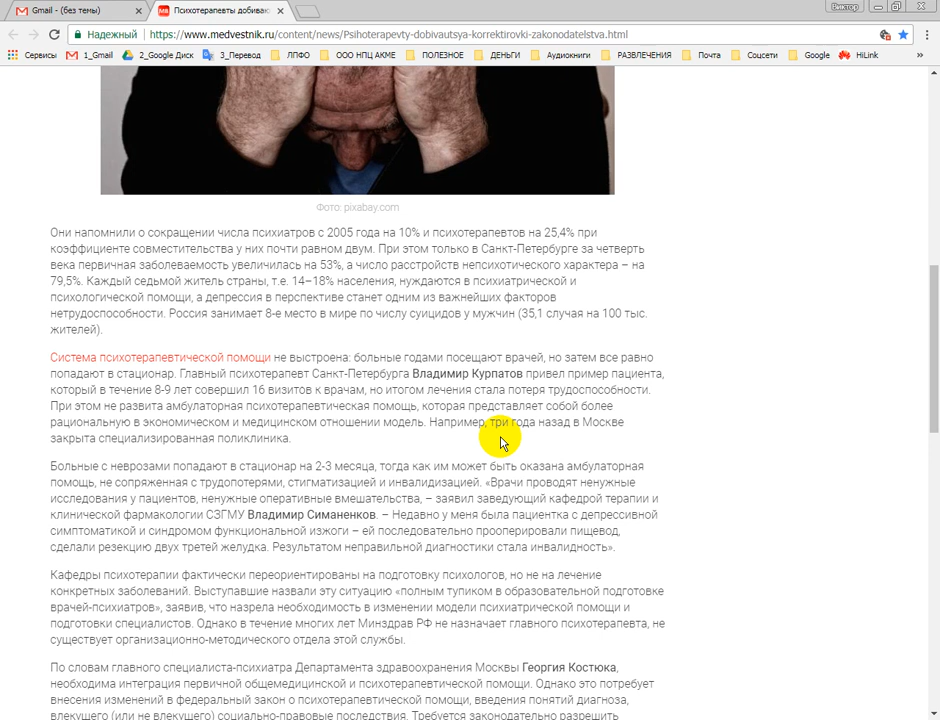 Gmail - (без темы)
Психотерапевты добиваю
Виктор
Надежный
https://www.medvestnik.ru/content/news/Psihoterapevty-dobivautsya-korrektirovki-zakonodatelstva.html
Сервисы 1_Gmail 2_Google Диск 3_Перевод ЛПФО ООО НПЦ АКМЕ ПОЛЕЗНОЕ ДЕНЬГИ Аудиокниги РАЗВЛЕЧЕНИЯ Почта Соцсети Google HiLink »
Фото: pixabay.com
Они напомнили о сокращении числа психиатров с 2005 года на 10% и психотерапевтов на 25,4% при
коэффициенте совместительства у них почти равном двум. При этом только в Санкт-Петербурге за четверть
века первичная заболеваемость увеличилась на 53%, а число расстройств непсихотического характера – на
79,5%. Каждый седьмой житель страны, т.е. 14–18% населения, нуждаются в психиатрической и
психологической помощи, а депрессия в перспективе станет одним из важнейших факторов
нетрудоспособности. Россия занимает 8-е место в мире по числу суицидов у мужчин (35,1 случая на 100 тыс.
жителей).
Система психотерапевтической помощи не выстроена: больные годами посещают врачей, но затем все равно
попадают в стационар. Главный психотерапевт Санкт-Петербурга Владимир Курпатов привел пример пациента,
который в течение 8-9 лет совершил 16 визитов к врачам, но итогом лечения стала потеря трудоспособности.
При этом не развита амбулаторная психотерапевтическая помощь, которая представляет собой более
рациональную в экономическом и медицинском отношении модель. Например, три года назад в Москве
закрыта специализированная поликлиника.
Больные с неврозами попадают в стационар на 2-3 месяца, тогда как им может быть оказана амбулаторная
помощь, не сопряженная с трудопотерями, стигматизацией и инвалидизацией. «Врачи проводят ненужные
исследования у пациентов, ненужные оперативные вмешательства, – заявил заведующий кафедрой терапии и
клинической фармакологии СЗГМУ Владимир Симаненков. – Недавно у меня была пациентка с депрессивной
симптоматикой и синдромом функциональной изжоги – ей последовательно прооперировали пищевод,
сделали резекцию двух третей желудка. Результатом неправильной диагностики стала инвалидность».
Кафедры психотерапии фактически переориентированы на подготовку психологов, но не на лечение
конкретных заболеваний. Выступавшие назвали эту ситуацию «полным тупиком в образовательной подготовке
врачей-психиатров», заявив, что назрела необходимость в изменении модели психиатрической помощи и
подготовки специалистов. Однако в течение многих лет Минздрав РФ не назначает главного психотерапевта, не
существует организационно-методического отдела этой службы.
По словам главного специалиста-психиатра Департамента здравоохранения Москвы Георгия Костюка,
необходима интеграция первичной общемедицинской и психотерапевтической помощи. Однако это потребует
внесения изменений в федеральный закон о психотерапевтической помощи, введения понятий диагноза,
влекущего (или не влекущего) социально-правовые последствия. Требуется законодательно разрешить